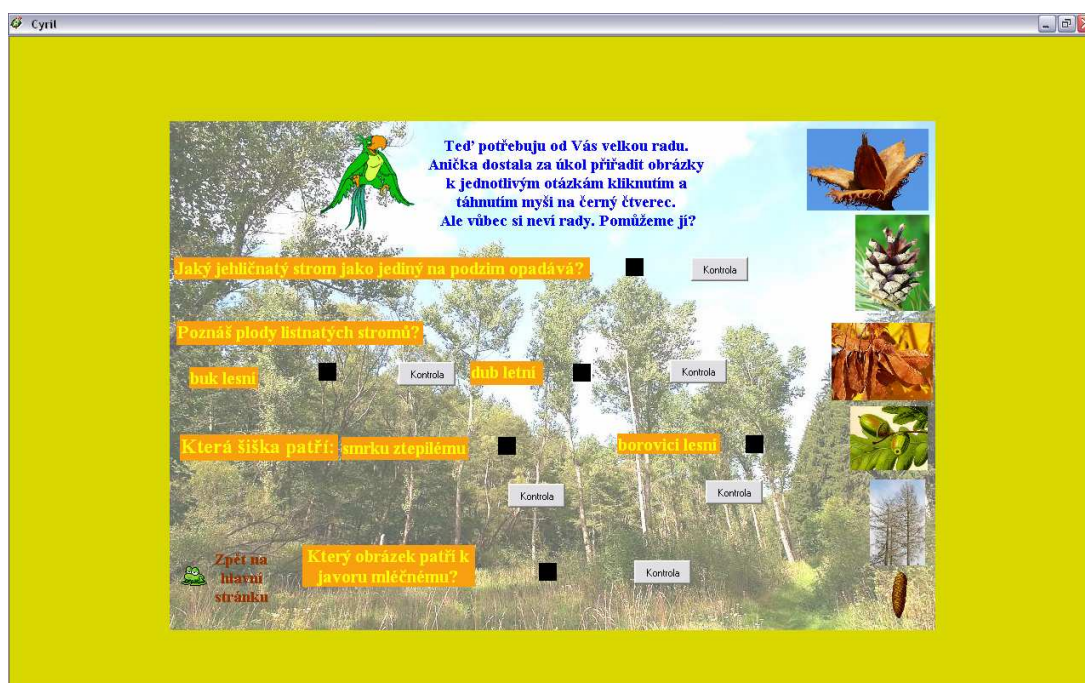 Cyril
Teď potřebuju od Vás velkou radu.
Anička dostala za úkol přiřadit obrázky
k jednotlivým otázkám kliknutím a
táhnutím myši na černý čtverec.
Ale vůbec si neví rady. Pomůžeme jí?
Jaký jehličnatý strom jako jediný na podzim opadává?
Kontrola
Poznáš plody listnatých stromů?
buk lesní
Kontrola
dub letní
Kontrola
Která šiška patří:
smrku ztepilému
borovici lesní
Kontrola
Kontrola
Který obrázek patří k
javoru mléčnému?
Kontrola
Zpět na
hlavní
stránku